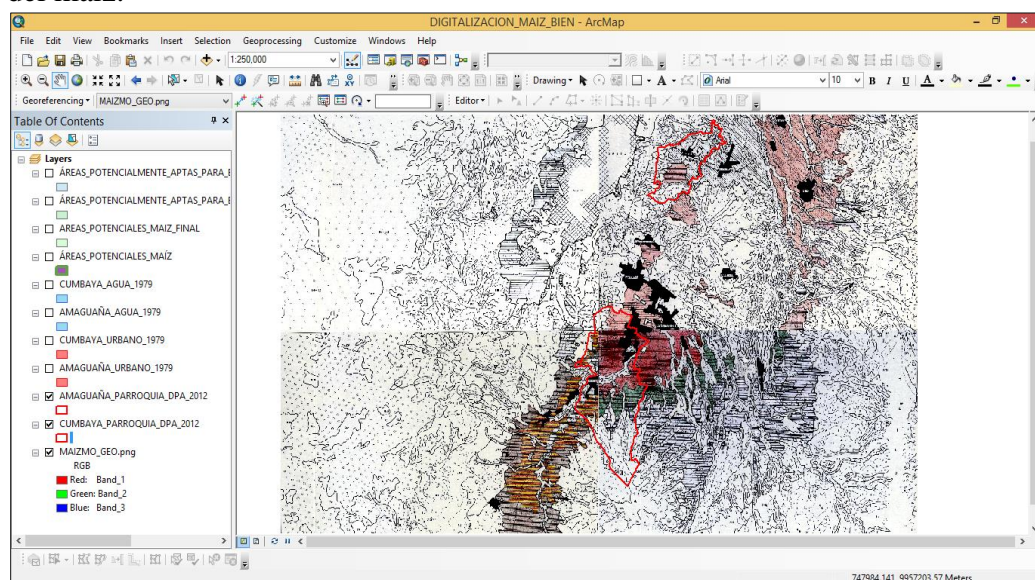 del maíz.
DIGITALIZACION_MAIZ_BIEN - ArcMap
File Edit View Bookmarks Insert Selection Geoprocessing Customize Windows Help
1:250,000
Drawing Arial 10 B I U A
Georeferencing MAIZMO_GEO.png Editor
Table Of Contents
Layers
ÁREAS_POTENCIALMENTE_APTAS_PARA_E
ÁREAS_POTENCIALMENTE_APTAS_PARA_E
AREAS_POTENCIALES_MAIZ_FINAL
ÁREAS_POTENCIALES_MAÍZ
CUMBAYA_AGUA_1979
AMAGUAÑA_AGUA_1979
CUMBAYA_URBANO_1979
AMAGUAÑA_URBANO_1979
AMAGUAÑA_PARROQUIA_DPA_2012
CUMBAYA_PARROQUIA_DPA_2012
MAIZMO_GEO.png
RGB
Red: Band_1
Green: Band_2
Blue: Band_3
747984,141 9957203,57 Meters